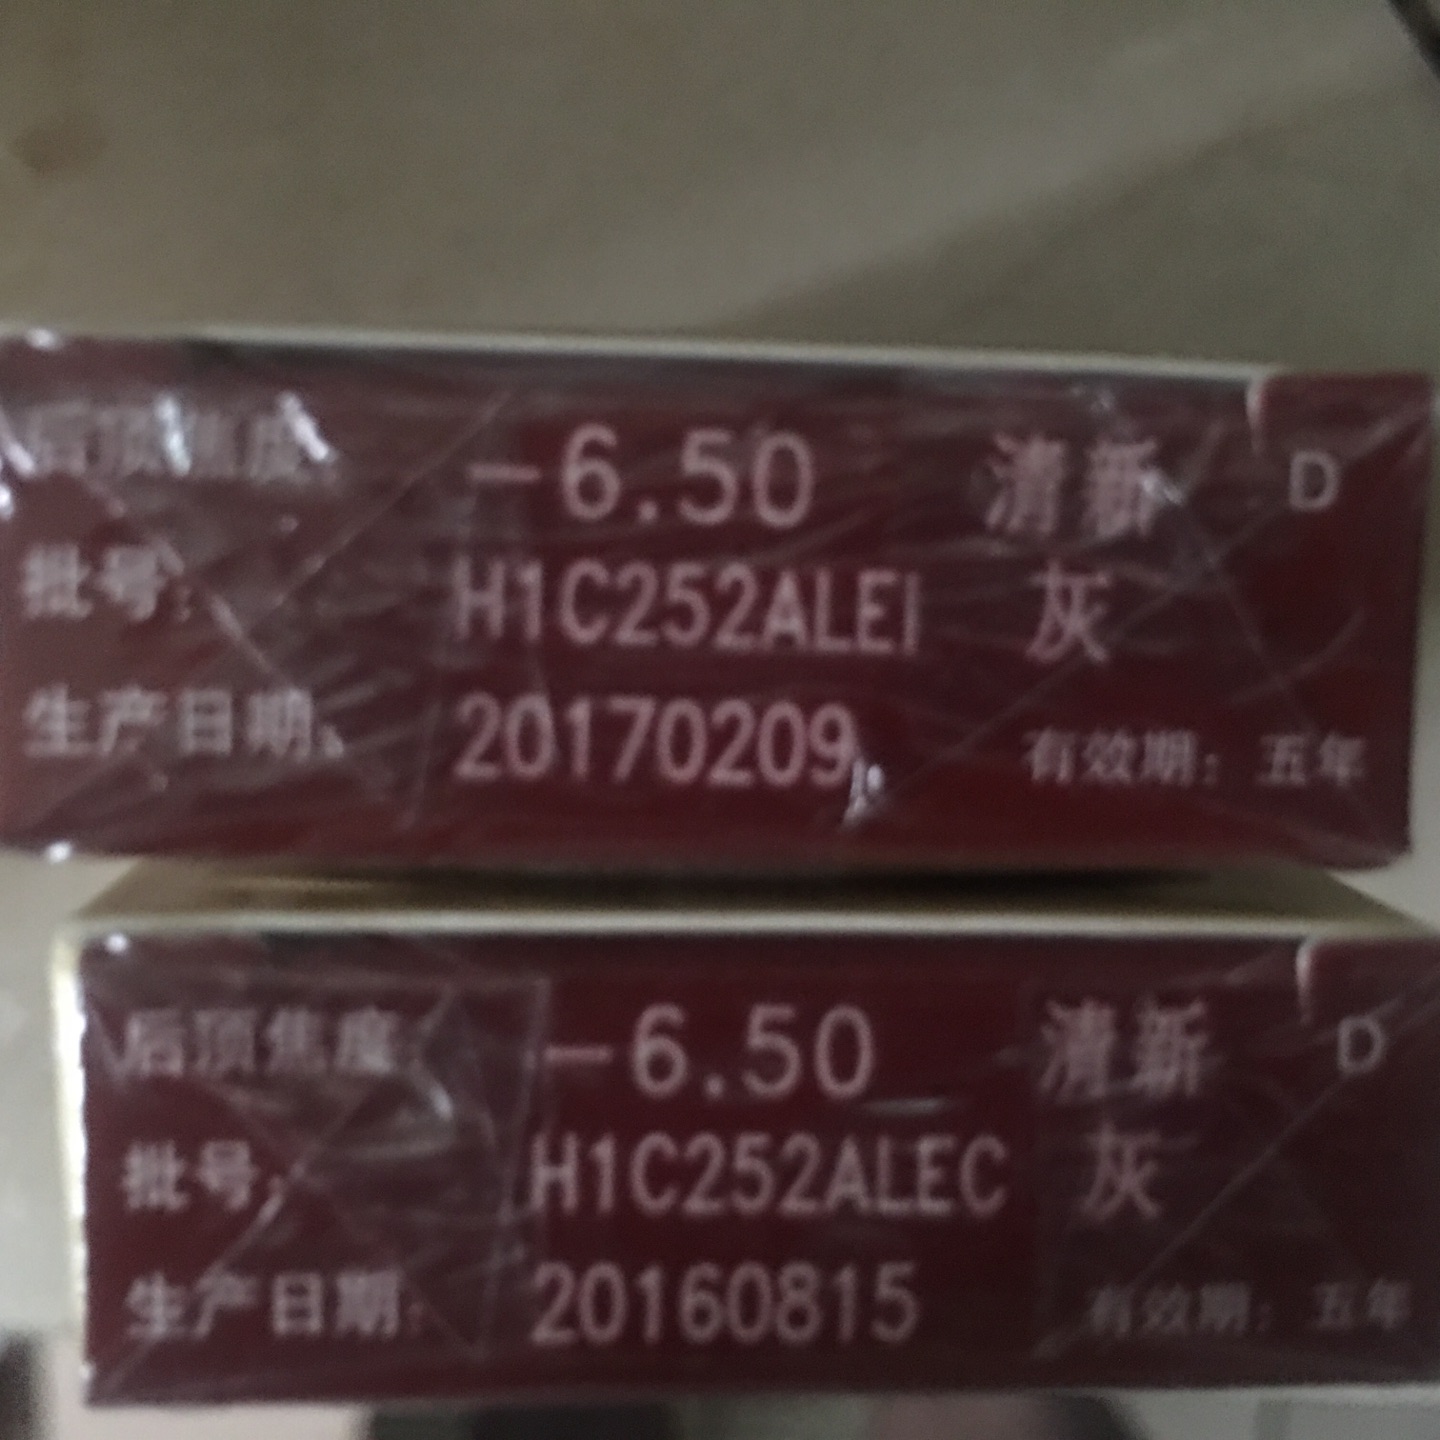 后顶焦度: -6.50 清新 D
批号: H1C252ALEI 灰
生产日期: 20170209 有效期: 五年
后顶焦度: -6.50 清新 D
批号: H1C252ALEC 灰
生产日期: 20160815 有效期: 五年